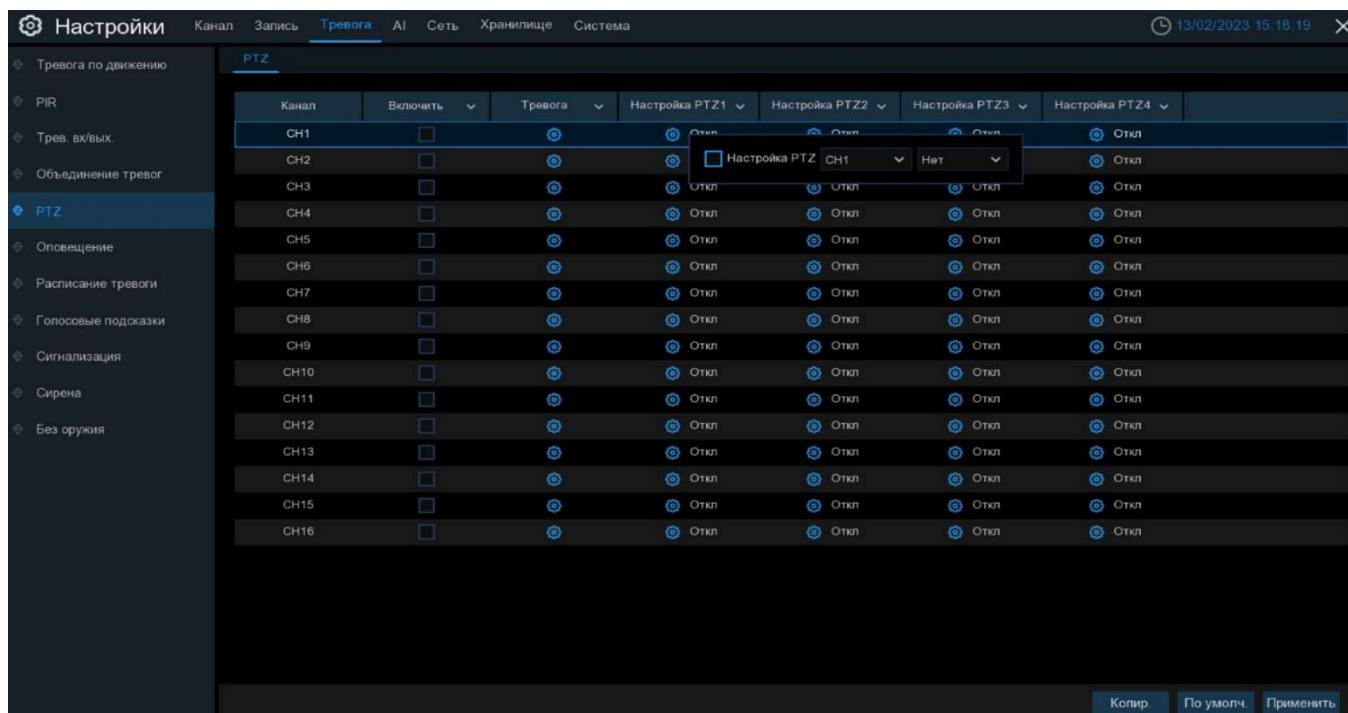 Настройки Канал Запись Тревога AI Сеть Хранилище Система 13/02/2023 15:18:19
Тревога по движению
PIR
Трев. вх/вых.
Объединение тревог
PTZ
Оповещение
Расписание тревоги
Голосовые подсказки
Сигнализация
Сирена
Без оружия
PTZ
Канал Включить Тревога Настройка PTZ1 Настройка PTZ2 Настройка PTZ3 Настройка PTZ4
CH1 Откл Откл Откл Откл
Настройка PTZ CH1 Нет
CH2 Откл
CH3 Откл Откл Откл Откл
CH4 Откл Откл Откл Откл
CH5 Откл Откл Откл Откл
CH6 Откл Откл Откл Откл
CH7 Откл Откл Откл Откл
CH8 Откл Откл Откл Откл
CH9 Откл Откл Откл Откл
CH10 Откл Откл Откл Откл
CH11 Откл Откл Откл Откл
CH12 Откл Откл Откл Откл
CH13 Откл Откл Откл Откл
CH14 Откл Откл Откл Откл
CH15 Откл Откл Откл Откл
CH16 Откл Откл Откл Откл
Копир. По умолч. Применить